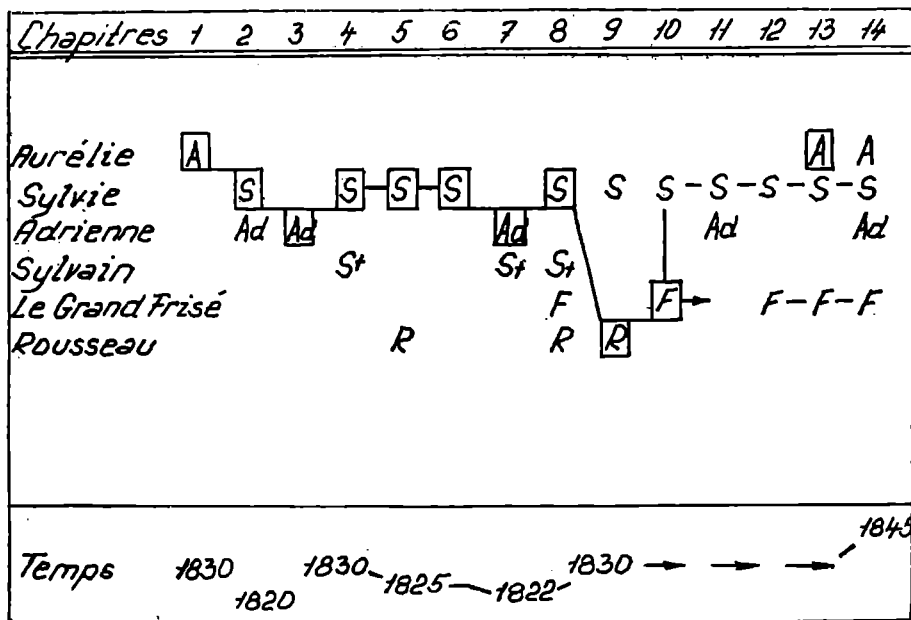 Chapitres 1 2 3 4 5 6 7 8 9 10 11 12 13 14
Aurélie A A A
Sylvie S S S S S S S - S - S - S - S
Adrienne Ad Ad Ad Ad Ad
Sylvain St St St
Le Grand Frisé F F F - F - F
Rousseau R R R
1845
Temps 1830 1830 1825 1822 1830
1820